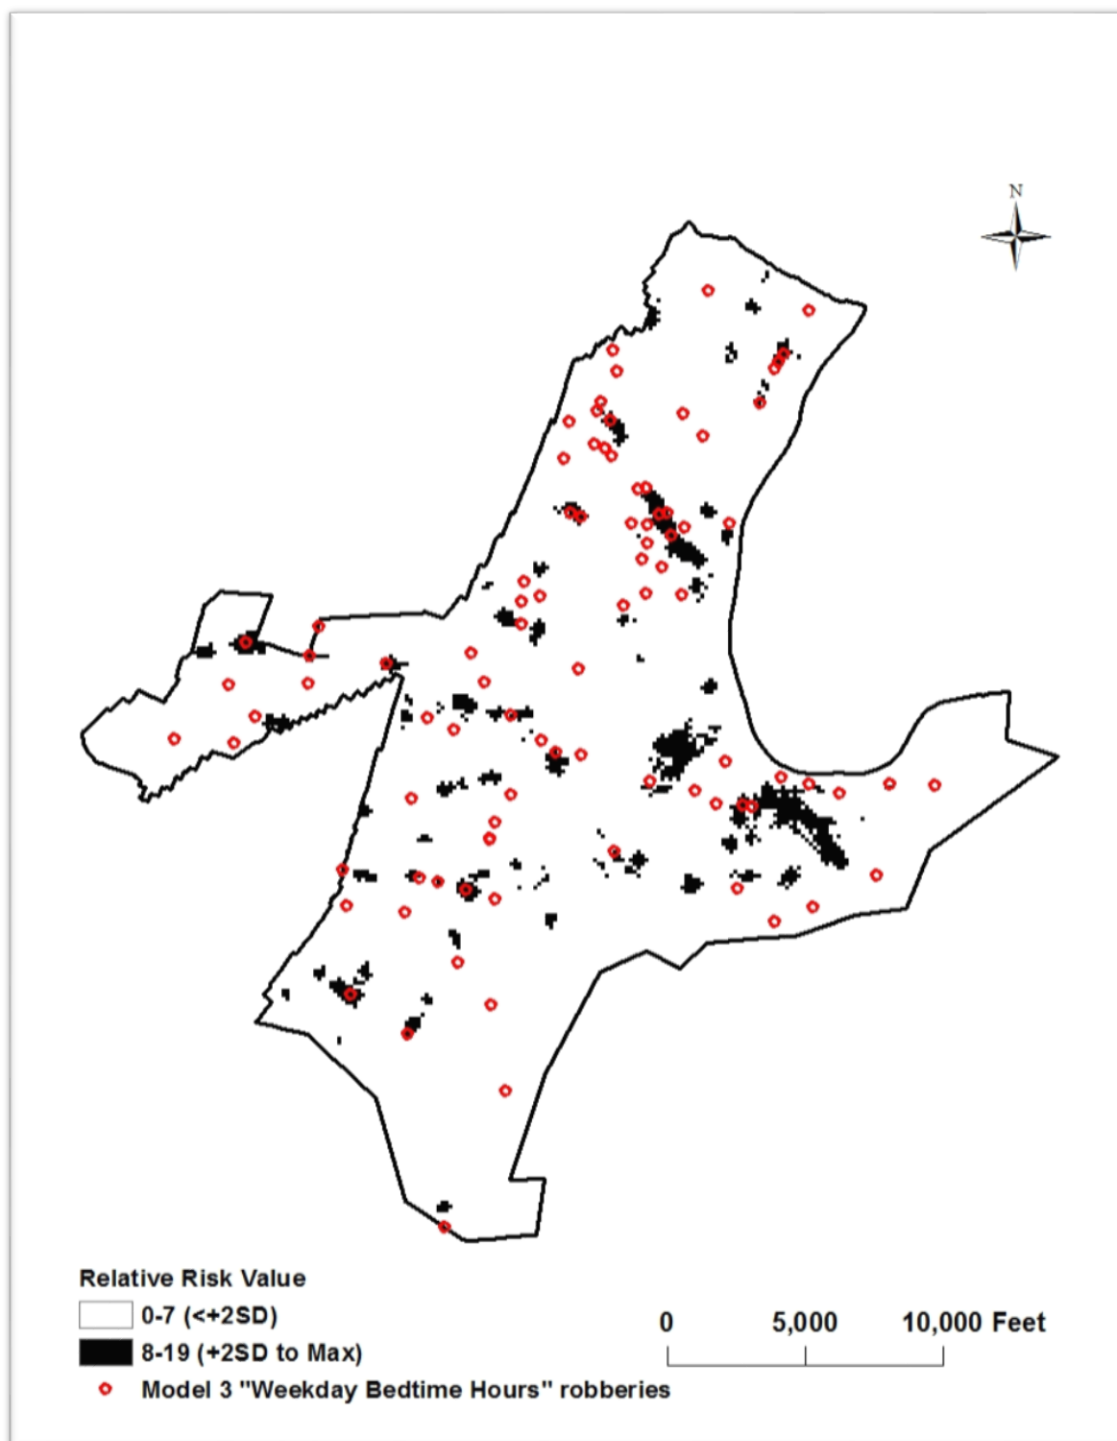 N
Relative Risk Value
0-7 (<+2SD)
8-19 (+2SD to Max)
Model 3 "Weekday Bedtime Hours" robberies
0 5,000 10,000 Feet